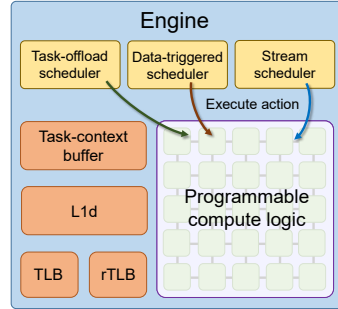 Engine
Task-offload
scheduler
Data-triggered
scheduler
Stream
scheduler
Execute action
Task-context
buffer
L1d
TLB
rTLB
Programmable
compute logic